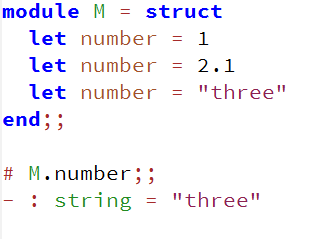 module M = struct
  let number = 1
  let number = 2.1
  let number = "three"
end;;

# M.number;;
- : string = "three"